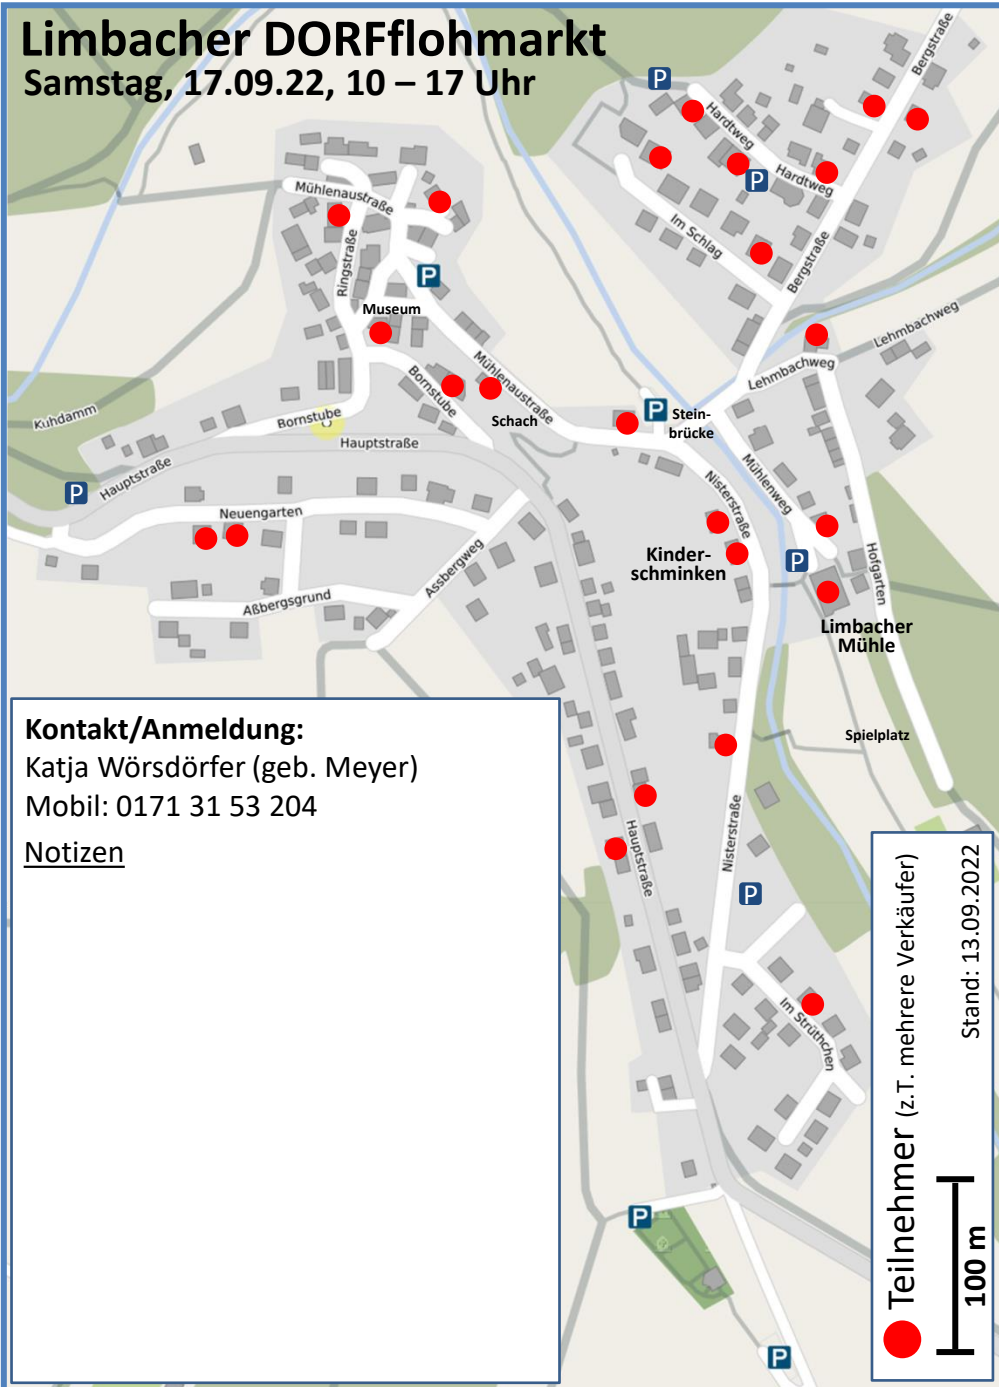 Limbacher DORFflohmarkt
Samstag, 17.09.22, 10 – 17 Uhr
P
Bergstraße
Hardtweg
P
Hardtweg
Mühlenaustraße
Im Schlag
Ringstraße
Bergstraße
P
Museum
Lehmbachweg
Lehmbachweg
Mühlenaustraße
Bornstube
Kuhdamm
Bornstube
Schach
P
Stein-
brücke
Hauptstraße
Hauptstraße
P
Mühlenweg
Nisterstraße
Neuengarten
Kinder-
schminken
P
Hofgarten
Assbergweg
Aßbergsgrund
Limbacher
Mühle
Spielplatz
Kontakt/Anmeldung:
Katja Wörsdörfer (geb. Meyer)
Mobil: 0171 31 53 204
Notizen
Hauptstraße
Nisterstraße
P
Im Strüthchen
P
P
Teilnehmer (z.T. mehrere Verkäufer)
Stand: 13.09.2022
100 m